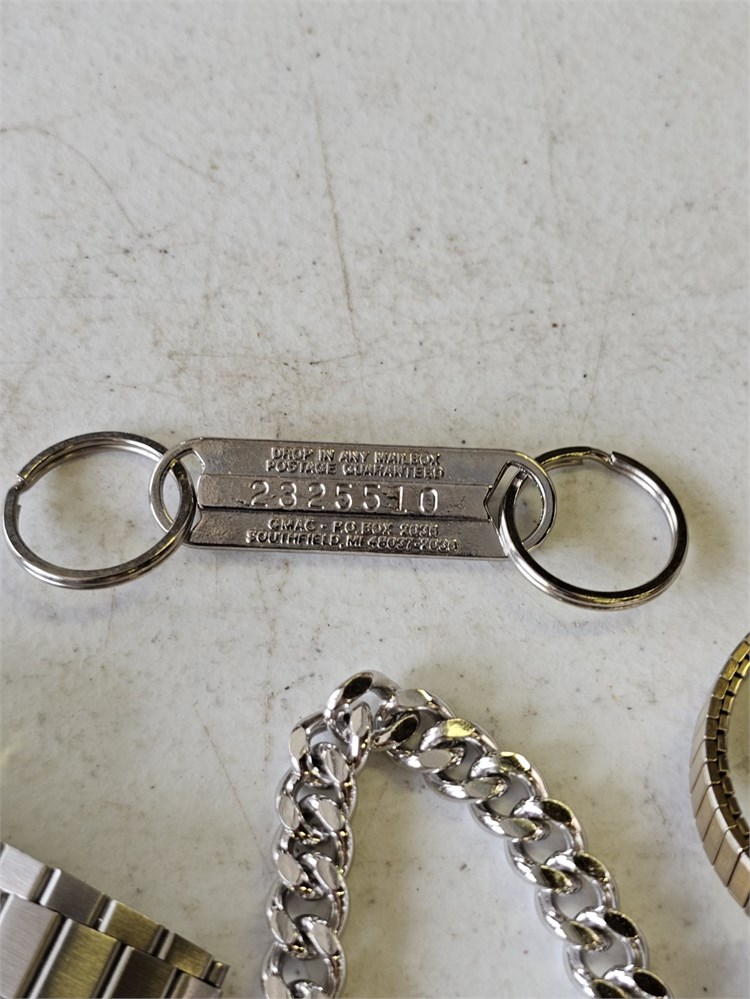 DROP IN ANY MAILBOX
POSTAGE GUARANTEED
2325510
GMAC - P.O. BOX
SOUTHFIELD, MI